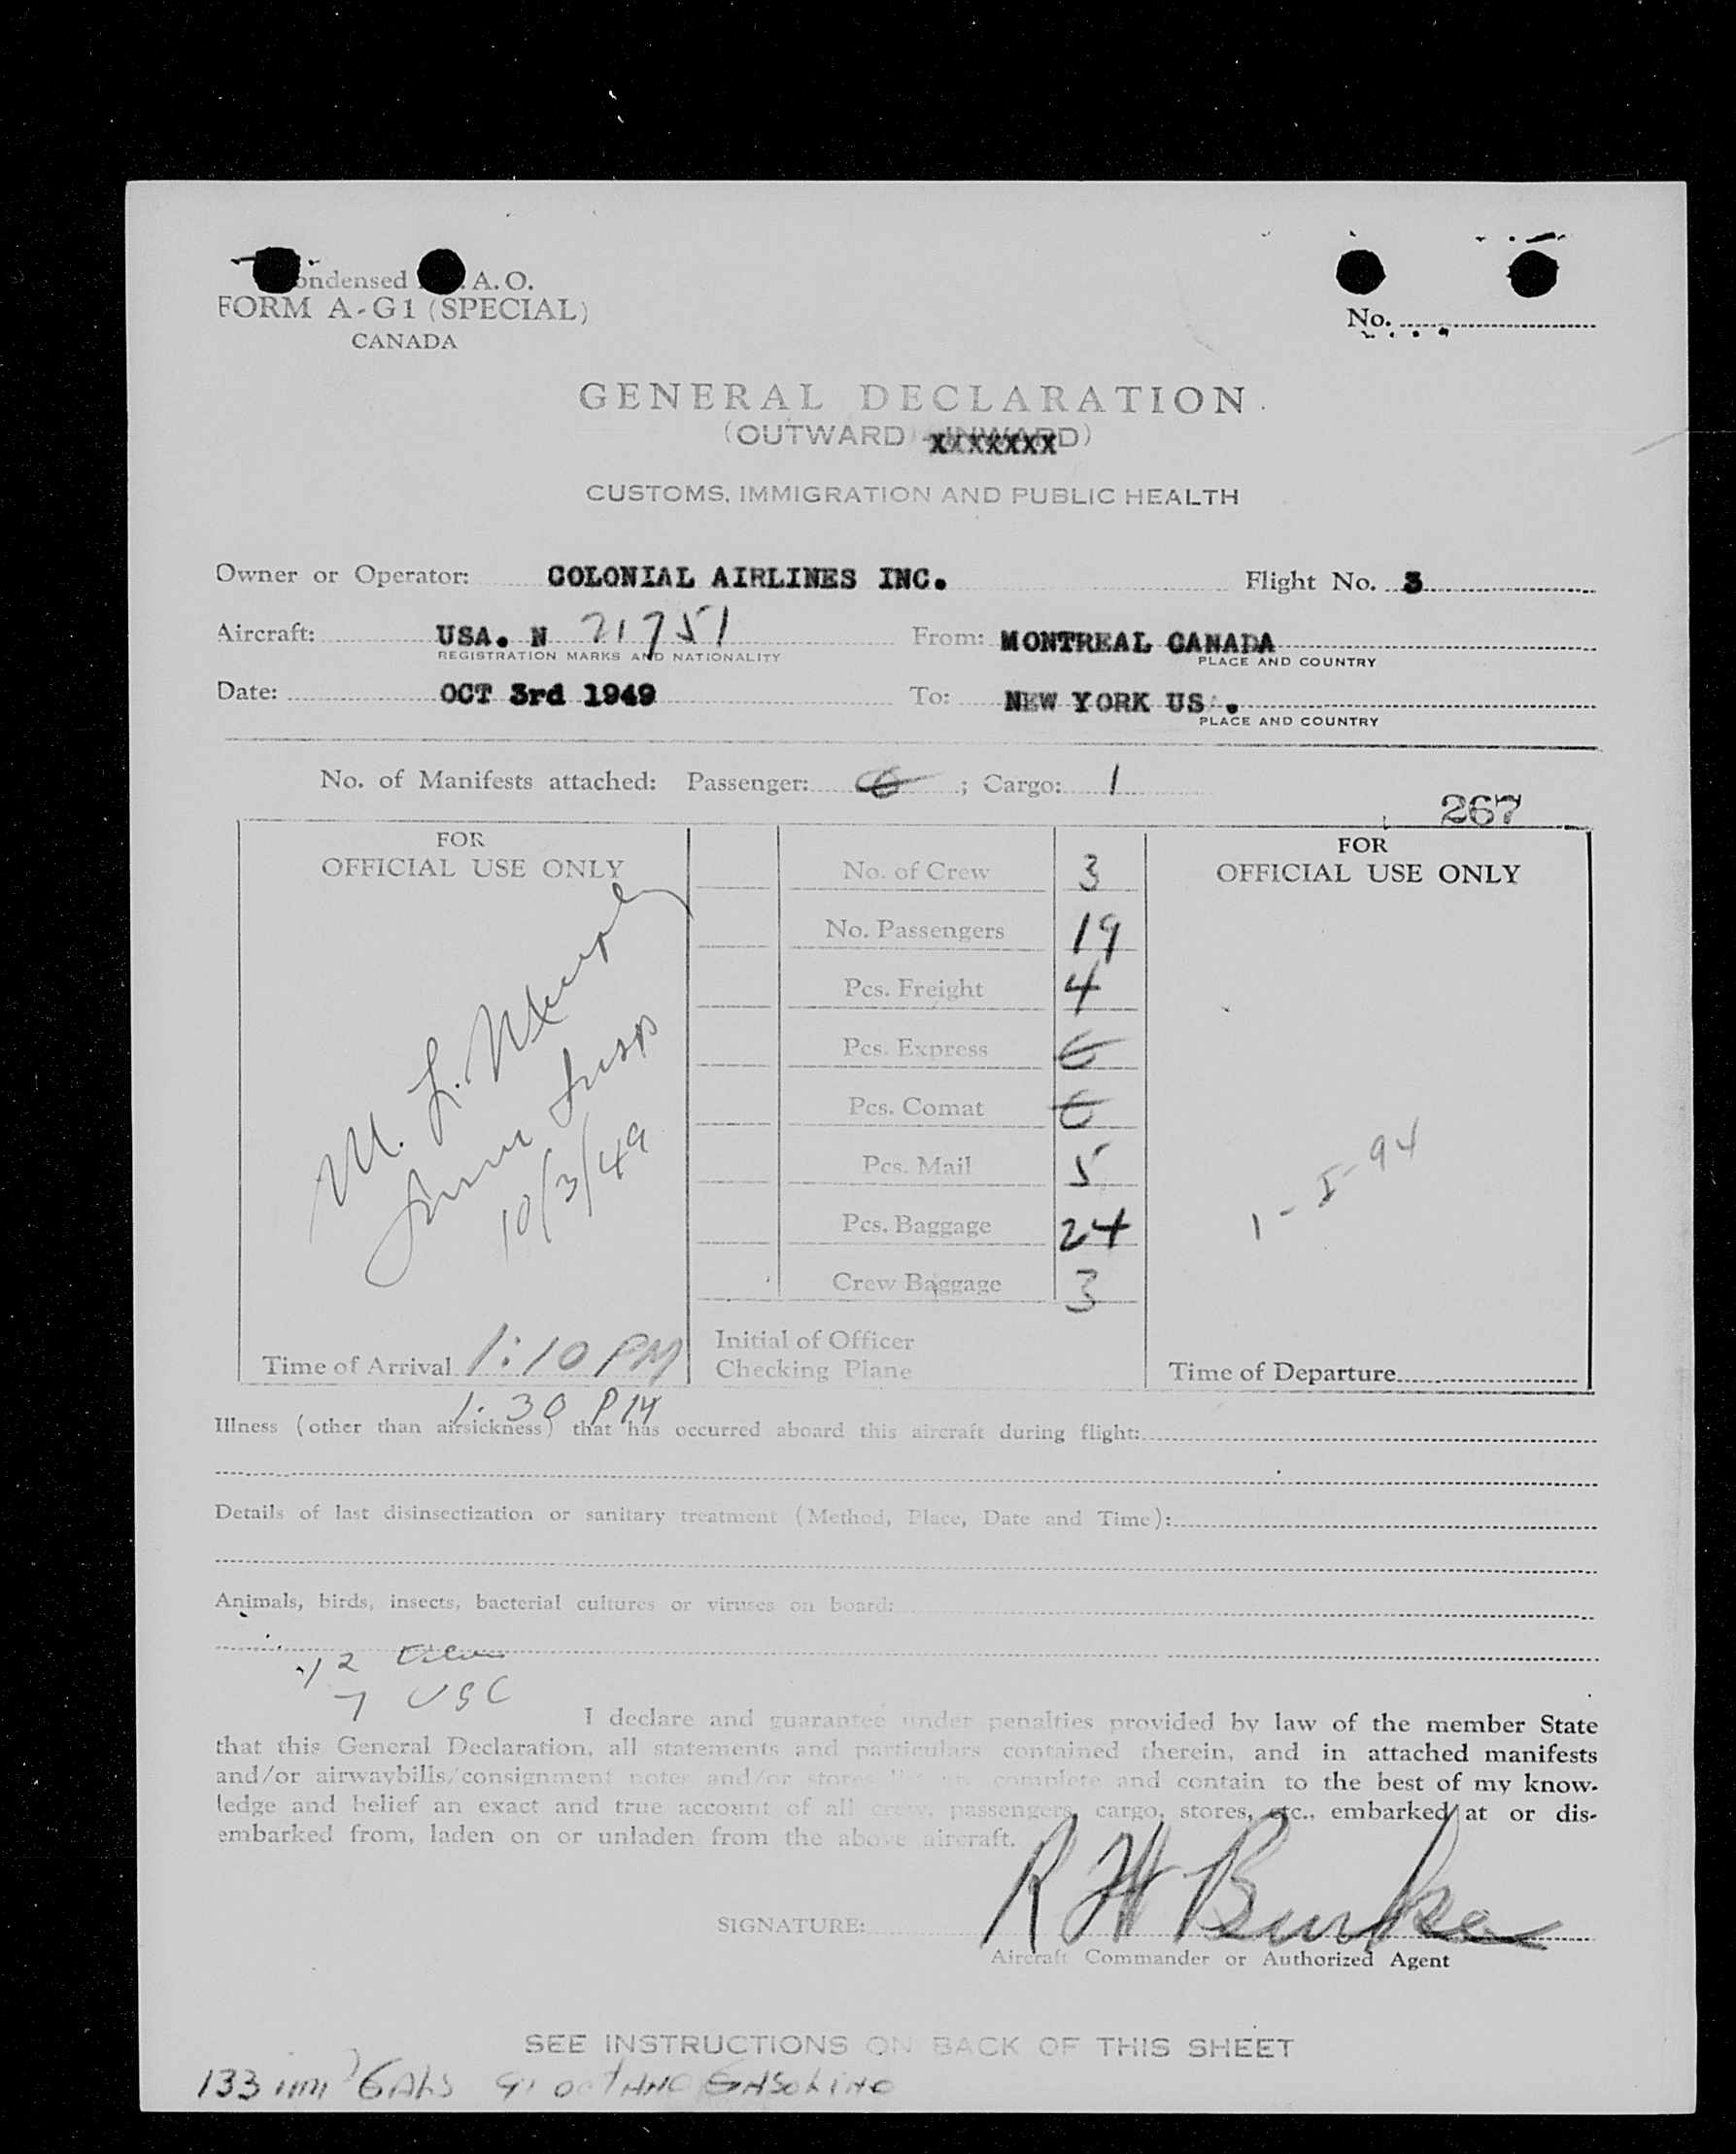 Condensed I.C.A.O.
FORM A-G1 (SPECIAL)
CANADA
No.
GENERAL DECLARATION
(OUTWARD - INWARD) XXXXXXX
CUSTOMS, IMMIGRATION AND PUBLIC HEALTH
Owner or Operator: COLONIAL AIRLINES INC. Flight No. 3
Aircraft: USA. N 21751 From: MONTREAL CANADA
REGISTRATION MARKS AND NATIONALITY PLACE AND COUNTRY
Date: OCT 3rd 1949 To: NEW YORK US .
PLACE AND COUNTRY
No. of Manifests attached: Passenger: ; Cargo: 1
267
FOR
OFFICIAL USE ONLY
M. L. Murphy
Imm Insp
10/3/49
Time of Arrival 1:10 PM
1:30 PM
No. of Crew 3
No. Passengers 19
Pcs. Freight 4
Pcs. Express
Pcs. Comat
Pcs. Mail 5
Pcs. Baggage 24
Crew Baggage 3
Initial of Officer
Checking Plane
FOR
OFFICIAL USE ONLY
1-I-94
Time of Departure
Illness (other than airsickness) that has occurred aboard this aircraft during flight:
Details of last disinsectization or sanitary treatment (Method, Place, Date and Time):
Animals, birds, insects, bacterial cultures or viruses on board:
12
7 USC
I declare and guarantee under penalties provided by law of the member State
that this General Declaration, all statements and particulars contained therein, and in attached manifests
and/or airwaybills/consignment notes and/or stores list are complete and contain to the best of my know-
ledge and belief an exact and true account of all crew, passengers, cargo, stores, etc., embarked at or dis-
embarked from, laden on or unladen from the above aircraft.
SIGNATURE: R H Burke
Aircraft Commander or Authorized Agent
SEE INSTRUCTIONS ON BACK OF THIS SHEET
133 imp GALS 91 OCTANE GASOLINE